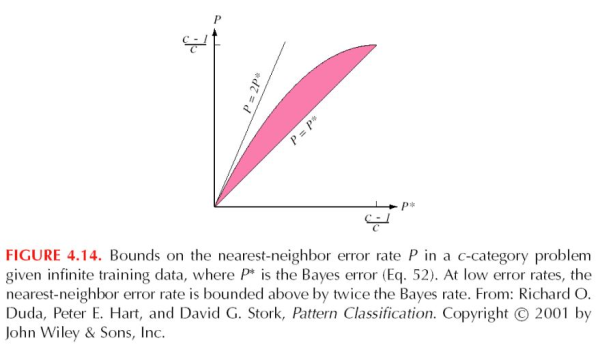 P
c - 1
c
P = 2P*
P = P*
P*
c - 1
c
FIGURE 4.14. Bounds on the nearest-neighbor error rate P in a c-category problem
given infinite training data, where P* is the Bayes error (Eq. 52). At low error rates, the
nearest-neighbor error rate is bounded above by twice the Bayes rate. From: Richard O.
Duda, Peter E. Hart, and David G. Stork, Pattern Classification. Copyright © 2001 by
John Wiley & Sons, Inc.